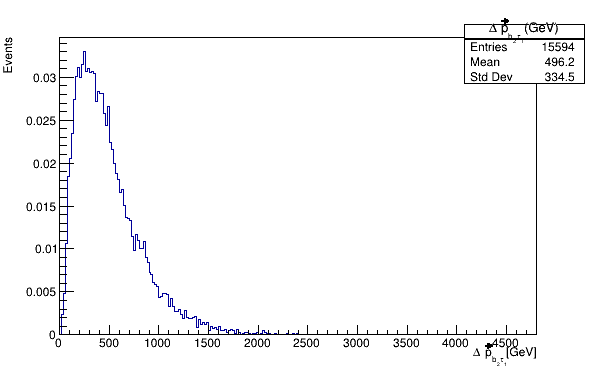 Δ p⃗ b₂τ₁ (GeV)
Entries 15594
Mean 496.2
Std Dev 334.5
Events
0.03
0.025
0.02
0.015
0.01
0.005
0
0 500 1000 1500 2000 2500 3000 3500 4000 4500
Δ p⃗ b₂τ₁ [GeV]